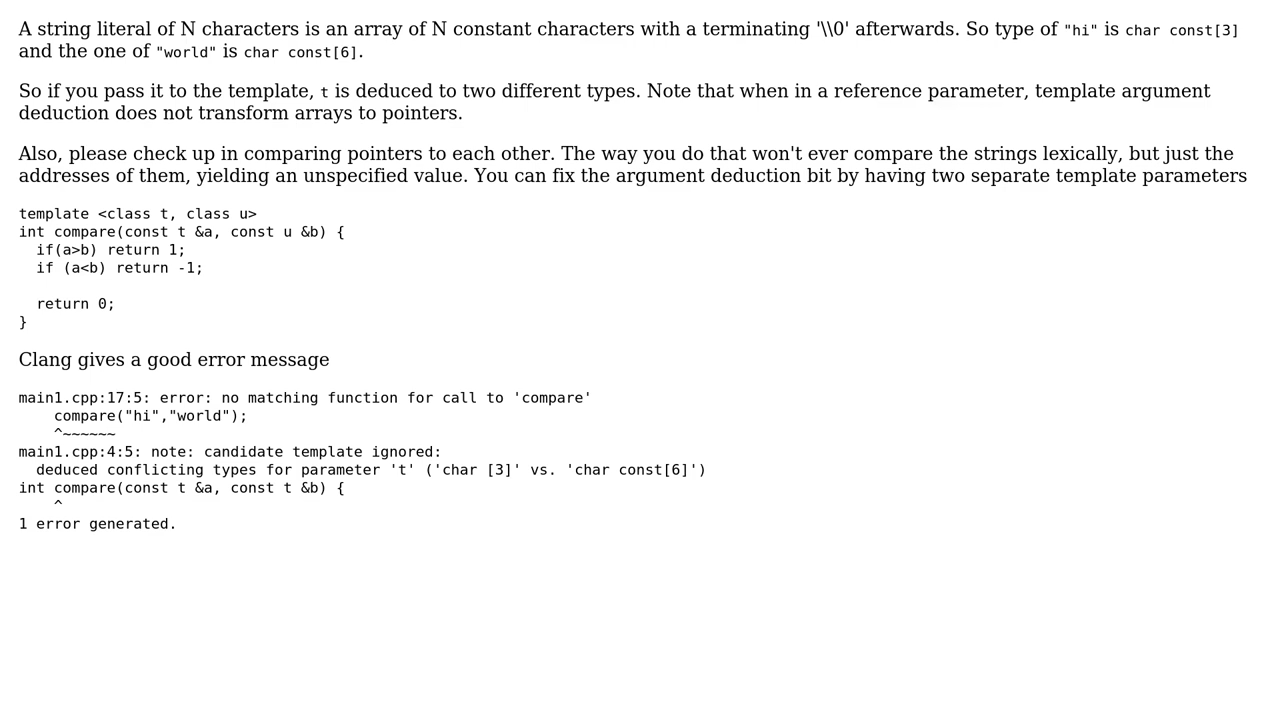 A string literal of N characters is an array of N constant characters with a terminating '\\0' afterwards. So type of "hi" is char const[3]
and the one of "world" is char const[6].
So if you pass it to the template, t is deduced to two different types. Note that when in a reference parameter, template argument
deduction does not transform arrays to pointers.
Also, please check up in comparing pointers to each other. The way you do that won't ever compare the strings lexically, but just the
addresses of them, yielding an unspecified value. You can fix the argument deduction bit by having two separate template parameters
template <class t, class u>
int compare(const t &a, const u &b) {
  if(a>b) return 1;
  if (a<b) return -1;
  return 0;
}
Clang gives a good error message
main1.cpp:17:5: error: no matching function for call to 'compare'
    compare("hi","world");
    ^~~~~~~
main1.cpp:4:5: note: candidate template ignored:
  deduced conflicting types for parameter 't' ('char [3]' vs. 'char const[6]')
int compare(const t &a, const t &b) {
    ^
1 error generated.